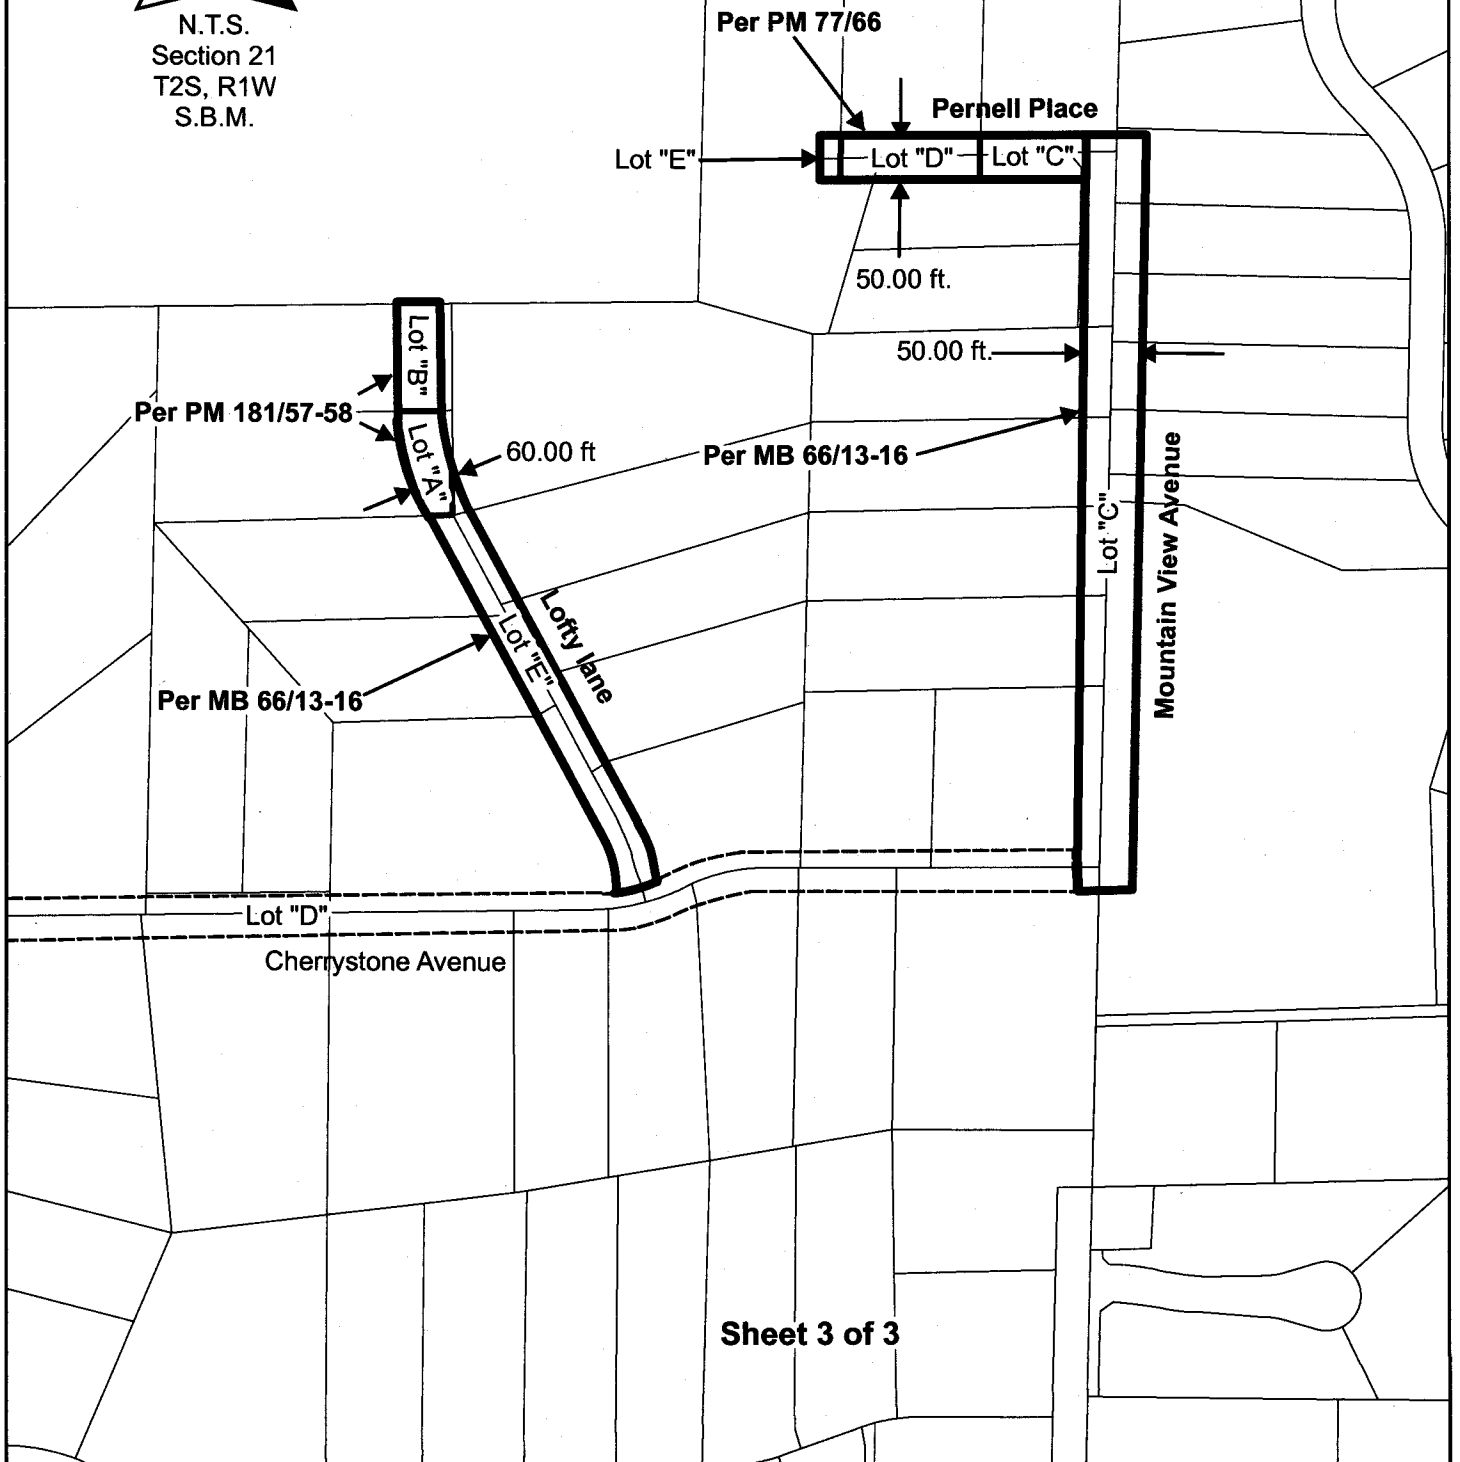 N.T.S.
Section 21
T2S, R1W
S.B.M.
Per PM 77/66
Pernell Place
Lot "E"
Lot "D"
Lot "C"
50.00 ft.
50.00 ft.
Lot "B"
Per PM 181/57-58
Lot "A"
60.00 ft
Per MB 66/13-16
Lot "C"
Mountain View Avenue
Lofty lane
Lot "E"
Per MB 66/13-16
Lot "D"
Cherrystone Avenue
Sheet 3 of 3